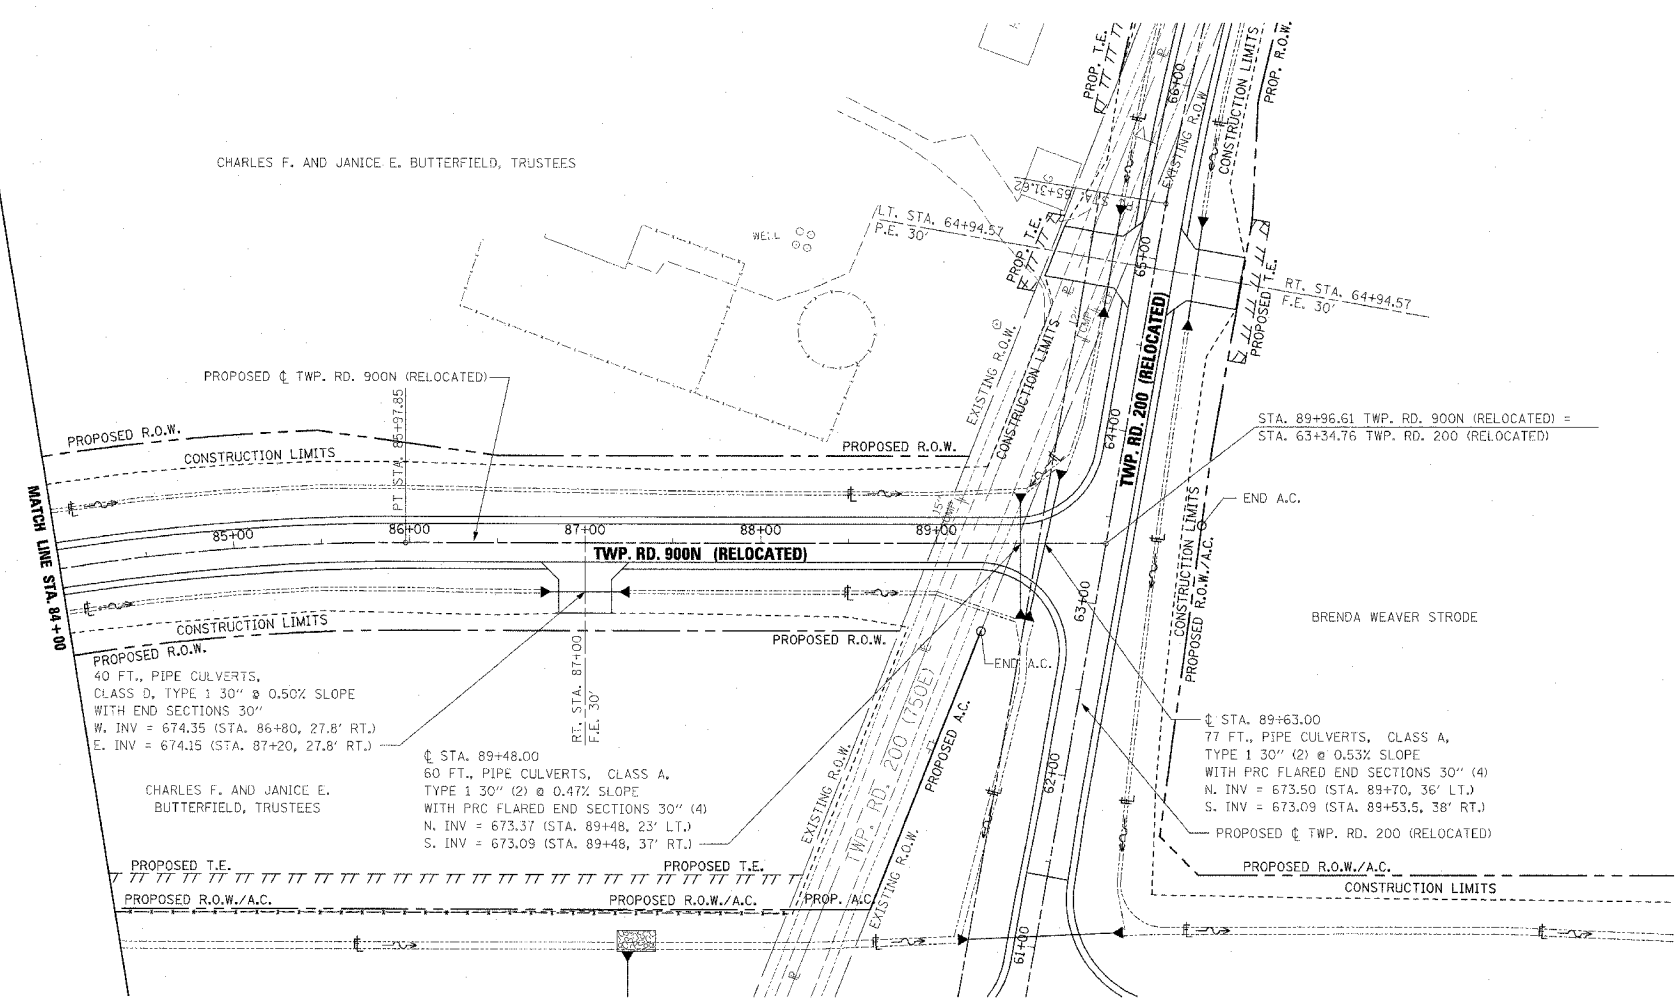 CHARLES F. AND JANICE E. BUTTERFIELD, TRUSTEES
WELL
LT. STA. 64+94.57
P.E. 30'
STA. 65+31.62
PROP. T.E.
PROP. T.E.
EXISTING R.O.W
CONSTRUCTION LIMITS
PROP. R.O.W.
66+00
65+00
RT. STA. 64+94.57
F.E. 30'
PROPOSED T.E.
EXISTING R.O.W.
CONSTRUCTION LIMITS
12"
CMP
TWP. RD. 200 (RELOCATED)
64+00
PROPOSED ℄ TWP. RD. 900N (RELOCATED)
PT STA. 85+97.85
PROPOSED R.O.W.
CONSTRUCTION LIMITS
PROPOSED R.O.W.
STA. 89+96.61 TWP. RD. 900N (RELOCATED) =
STA. 63+34.76 TWP. RD. 200 (RELOCATED)
END A.C.
CONSTRUCTION LIMITS
PROPOSED R.O.W./A.C.
MATCH LINE STA. 84+00
15"
CMP
85+00
86+00
87+00
88+00
89+00
TWP. RD. 900N (RELOCATED)
63+00
BRENDA WEAVER STRODE
CONSTRUCTION LIMITS
PROPOSED R.O.W.
PROPOSED R.O.W.
END A.C.
40 FT., PIPE CULVERTS,
CLASS D, TYPE 1 30" @ 0.50% SLOPE
WITH END SECTIONS 30"
W. INV = 674.35 (STA. 86+80, 27.8' RT.)
E. INV = 674.15 (STA. 87+20, 27.8' RT.)
RT. STA. 87+00
F.E. 30'
℄ STA. 89+48.00
60 FT., PIPE CULVERTS, CLASS A,
TYPE 1 30" (2) @ 0.47% SLOPE
WITH PRC FLARED END SECTIONS 30" (4)
N. INV = 673.37 (STA. 89+48, 23' LT.)
S. INV = 673.09 (STA. 89+48, 37' RT.)
℄ STA. 89+63.00
77 FT., PIPE CULVERTS, CLASS A,
TYPE 1 30" (2) @ 0.53% SLOPE
WITH PRC FLARED END SECTIONS 30" (4)
N. INV = 673.50 (STA. 89+70, 36' LT.)
S. INV = 673.09 (STA. 89+53.5, 38' RT.)
PROPOSED ℄ TWP. RD. 200 (RELOCATED)
CHARLES F. AND JANICE E.
BUTTERFIELD, TRUSTEES
EXISTING R.O.W.
TWP. RD. 200 (750E)
PROPOSED A.C.
EXISTING R.O.W.
62+00
PROPOSED T.E.
PROPOSED T.E.
PROPOSED R.O.W./A.C.
PROPOSED R.O.W./A.C.
PROP. A.C.
PROPOSED R.O.W./A.C.
CONSTRUCTION LIMITS
61+00